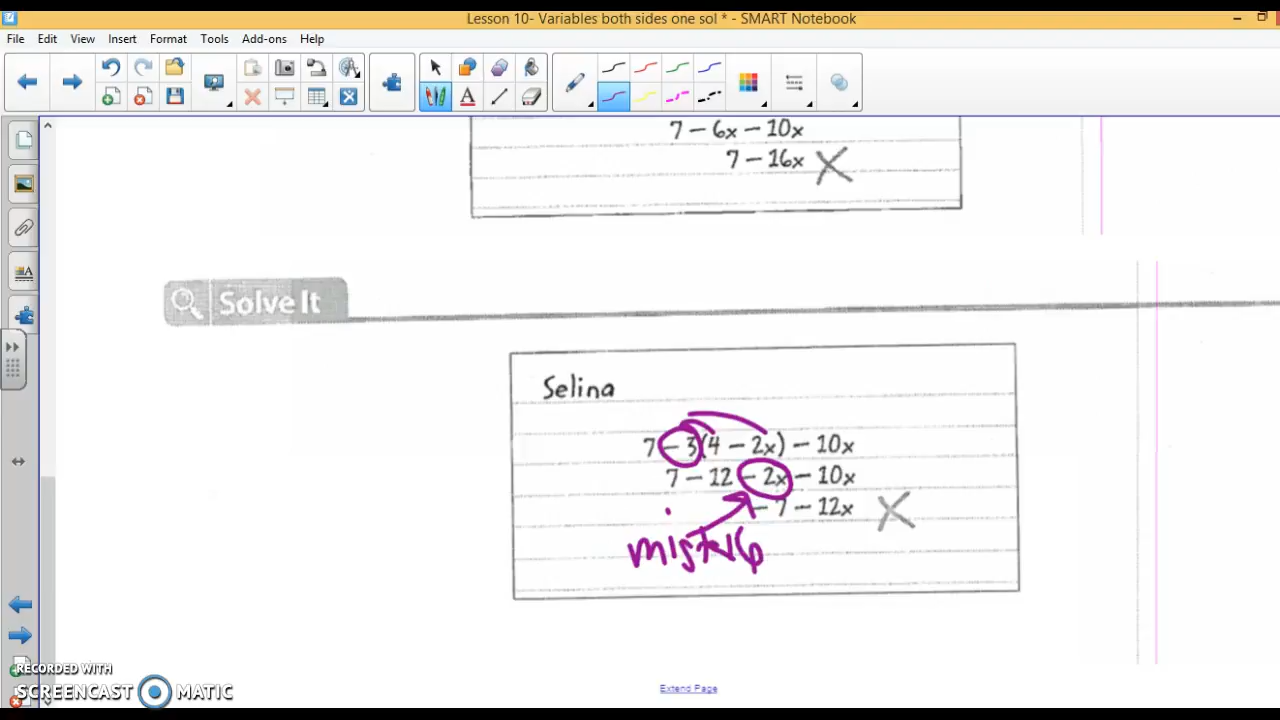 Lesson 10- Variables both sides one sol * - SMART Notebook
File Edit View Insert Format Tools Add-ons Help
7 - 6x - 10x
7 - 16x X
Solve It
Selina
7 - 3(4 - 2x) - 10x
7 - 12 - 2x - 10x
- 7 - 12x X
Extend Page
RECORDED WITH
SCREENCAST MATIC